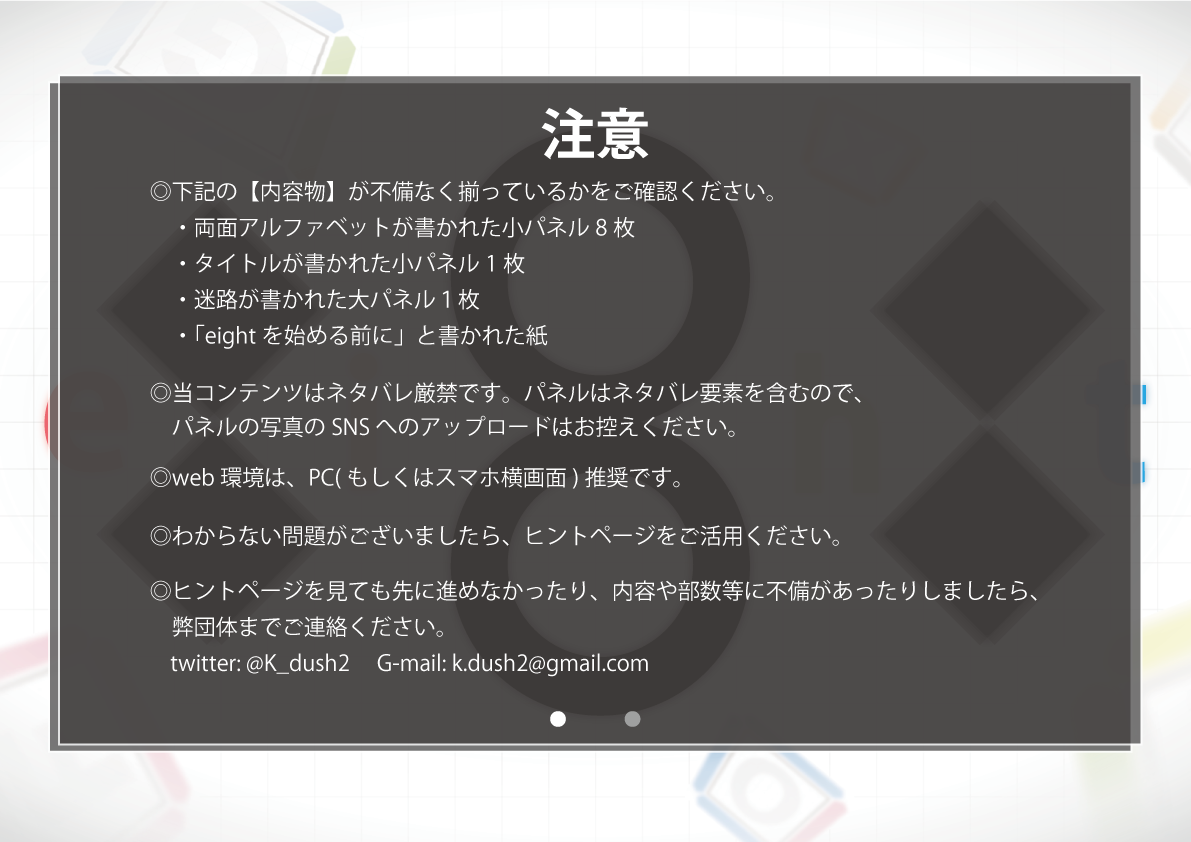 注意
◎下記の【内容物】が不備なく揃っているかをご確認ください。
・両面アルファベットが書かれた小パネル 8 枚
・タイトルが書かれた小パネル 1 枚
・迷路が書かれた大パネル 1 枚
・「eight を始める前に」と書かれた紙
◎当コンテンツはネタバレ厳禁です。パネルはネタバレ要素を含むので、
パネルの写真の SNS へのアップロードはお控えください。
◎web 環境は、PC( もしくはスマホ横画面 ) 推奨です。
◎わからない問題がございましたら、ヒントページをご活用ください。
◎ヒントページを見ても先に進めなかったり、内容や部数等に不備があったりしましたら、
弊団体までご連絡ください。
twitter: @K_dush2 G-mail: k.dush2@gmail.com